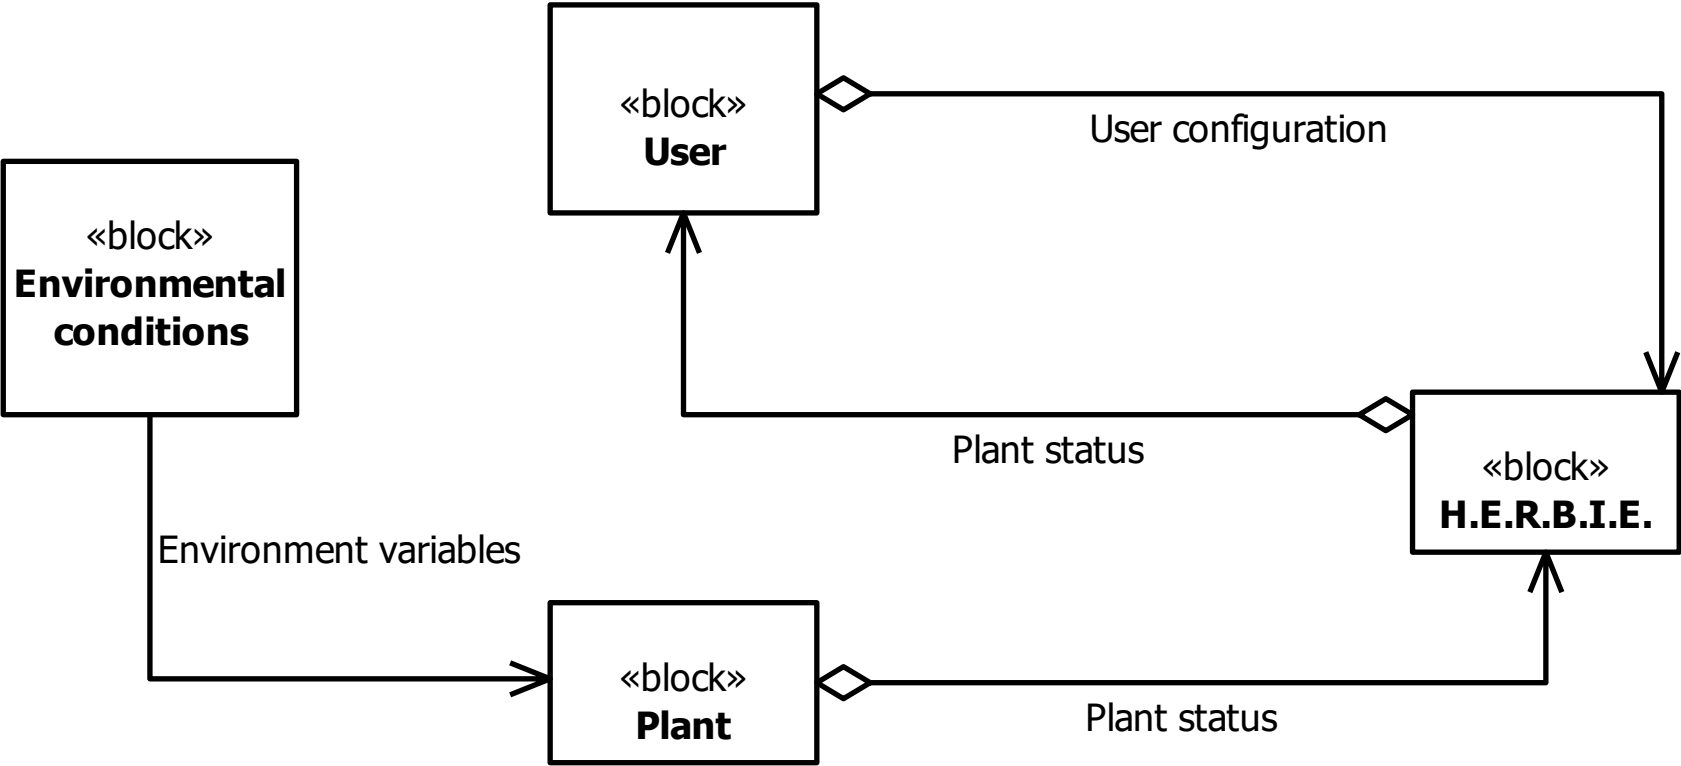 «block»
User
User configuration
«block»
Environmental
conditions
Plant status
«block»
H.E.R.B.I.E.
Environment variables
«block»
Plant
Plant status